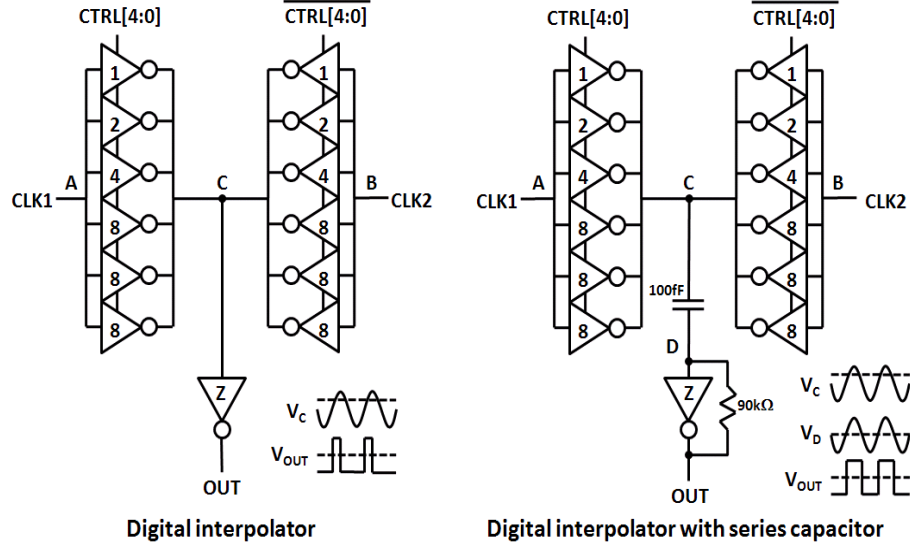 CTRL[4:0] CTRL[4:0] CTRL[4:0] CTRL[4:0]
1 1 1 1
2 2 2 2
4 4 4 4
A C B A C B
CLK1 CLK2 CLK1 CLK2
8 8 8 8
8 8 8 8
100fF
8 8 8 8
D
Z Z 90kΩ
VC VC
VD
VOUT VOUT
OUT OUT
Digital interpolator Digital interpolator with series capacitor